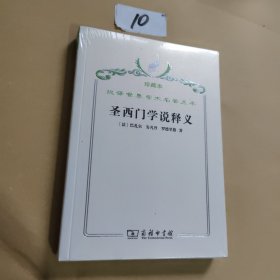 10
珍藏本
汉译世界学术名著丛书
圣西门学说释义
〔法〕巴扎尔 安凡丹 罗德里格 著
商务印书馆